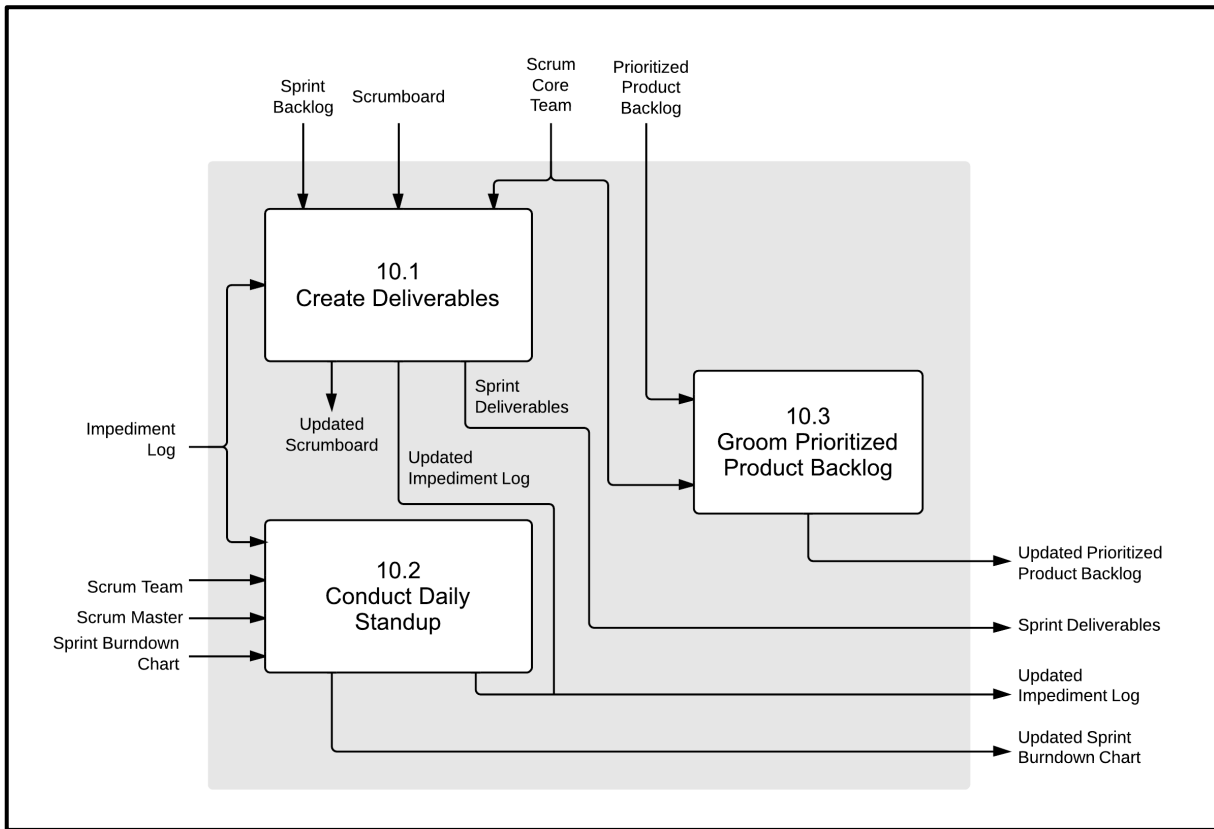 Sprint
Backlog
Scrumboard
Scrum
Core
Team
Prioritized
Product
Backlog
10.1
Create Deliverables
Sprint
Deliverables
Updated
Scrumboard
Updated
Impediment Log
Impediment
Log
10.3
Groom Prioritized
Product Backlog
10.2
Conduct Daily
Standup
Scrum Team
Scrum Master
Sprint Burndown
Chart
Updated Prioritized
Product Backlog
Sprint Deliverables
Updated
Impediment Log
Updated Sprint
Burndown Chart